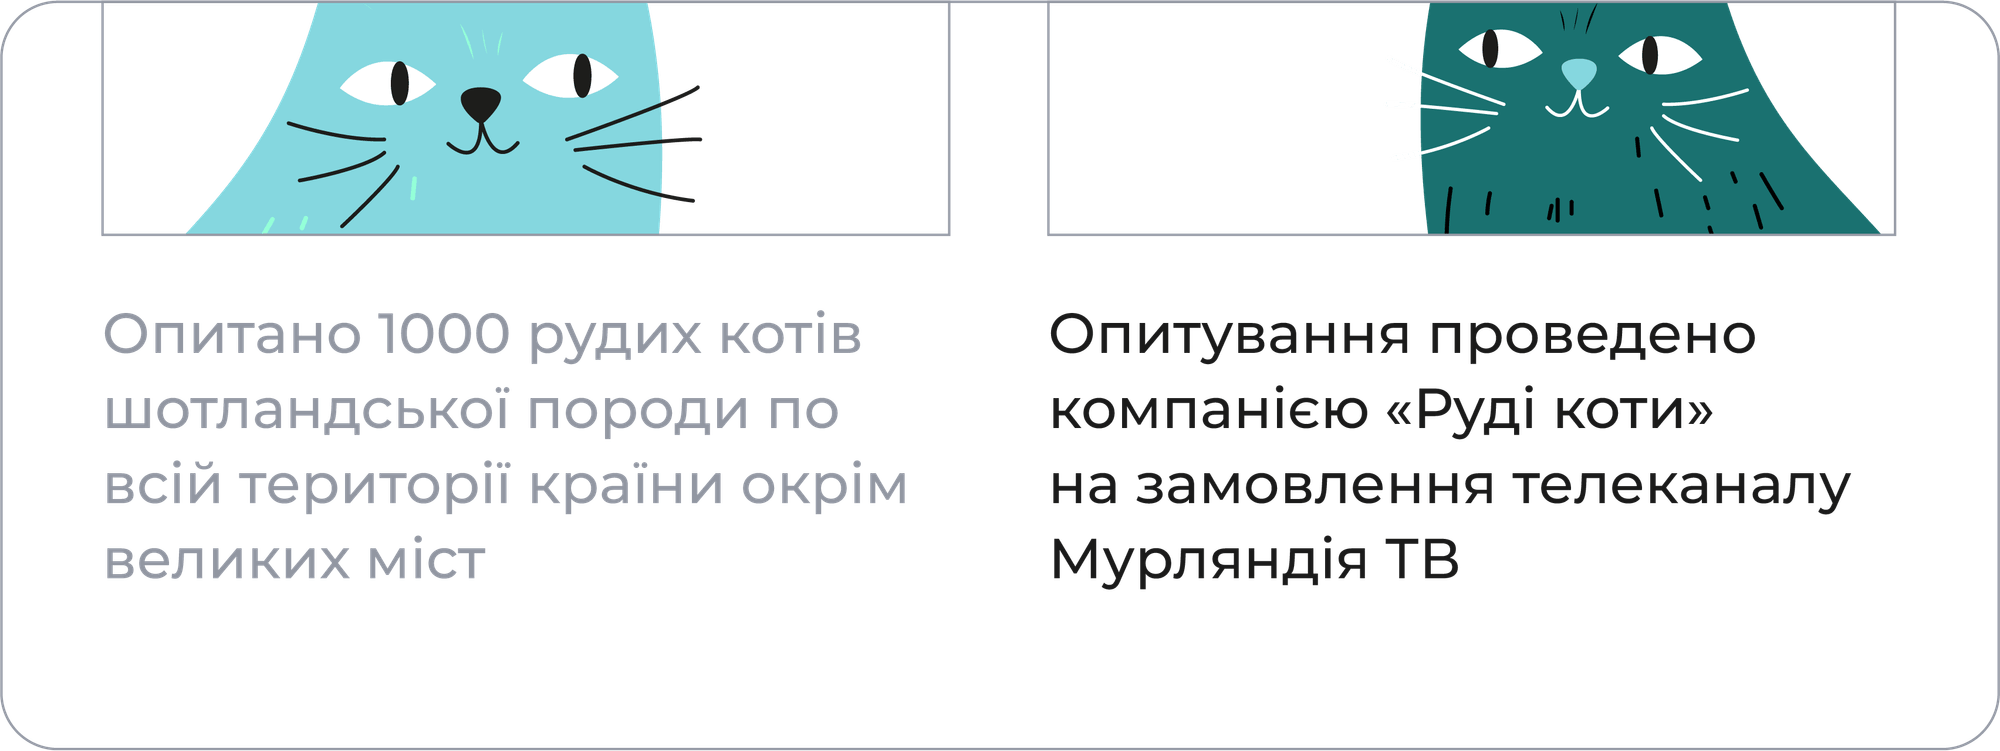 Опитано 1000 рудих котів
шотландської породи по
всій території країни окрім
великих міст
Опитування проведено
компанією «Руді коти»
на замовлення телеканалу
Мурляндія ТВ